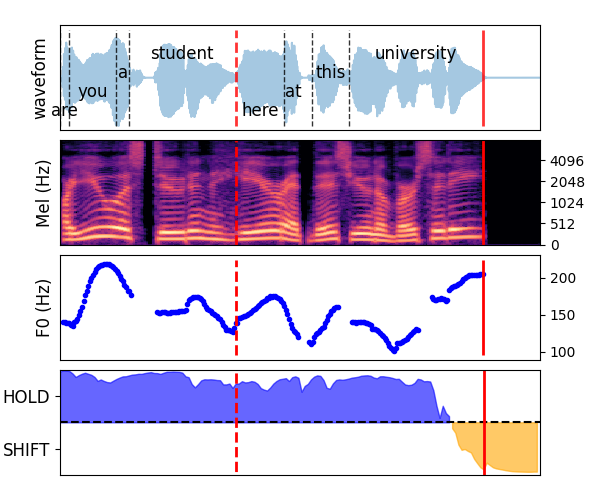 waveform
are
you
a
student
here
at
this
university
Mel (Hz)
4096
2048
1024
512
0
F0 (Hz)
200
150
100
HOLD
SHIFT